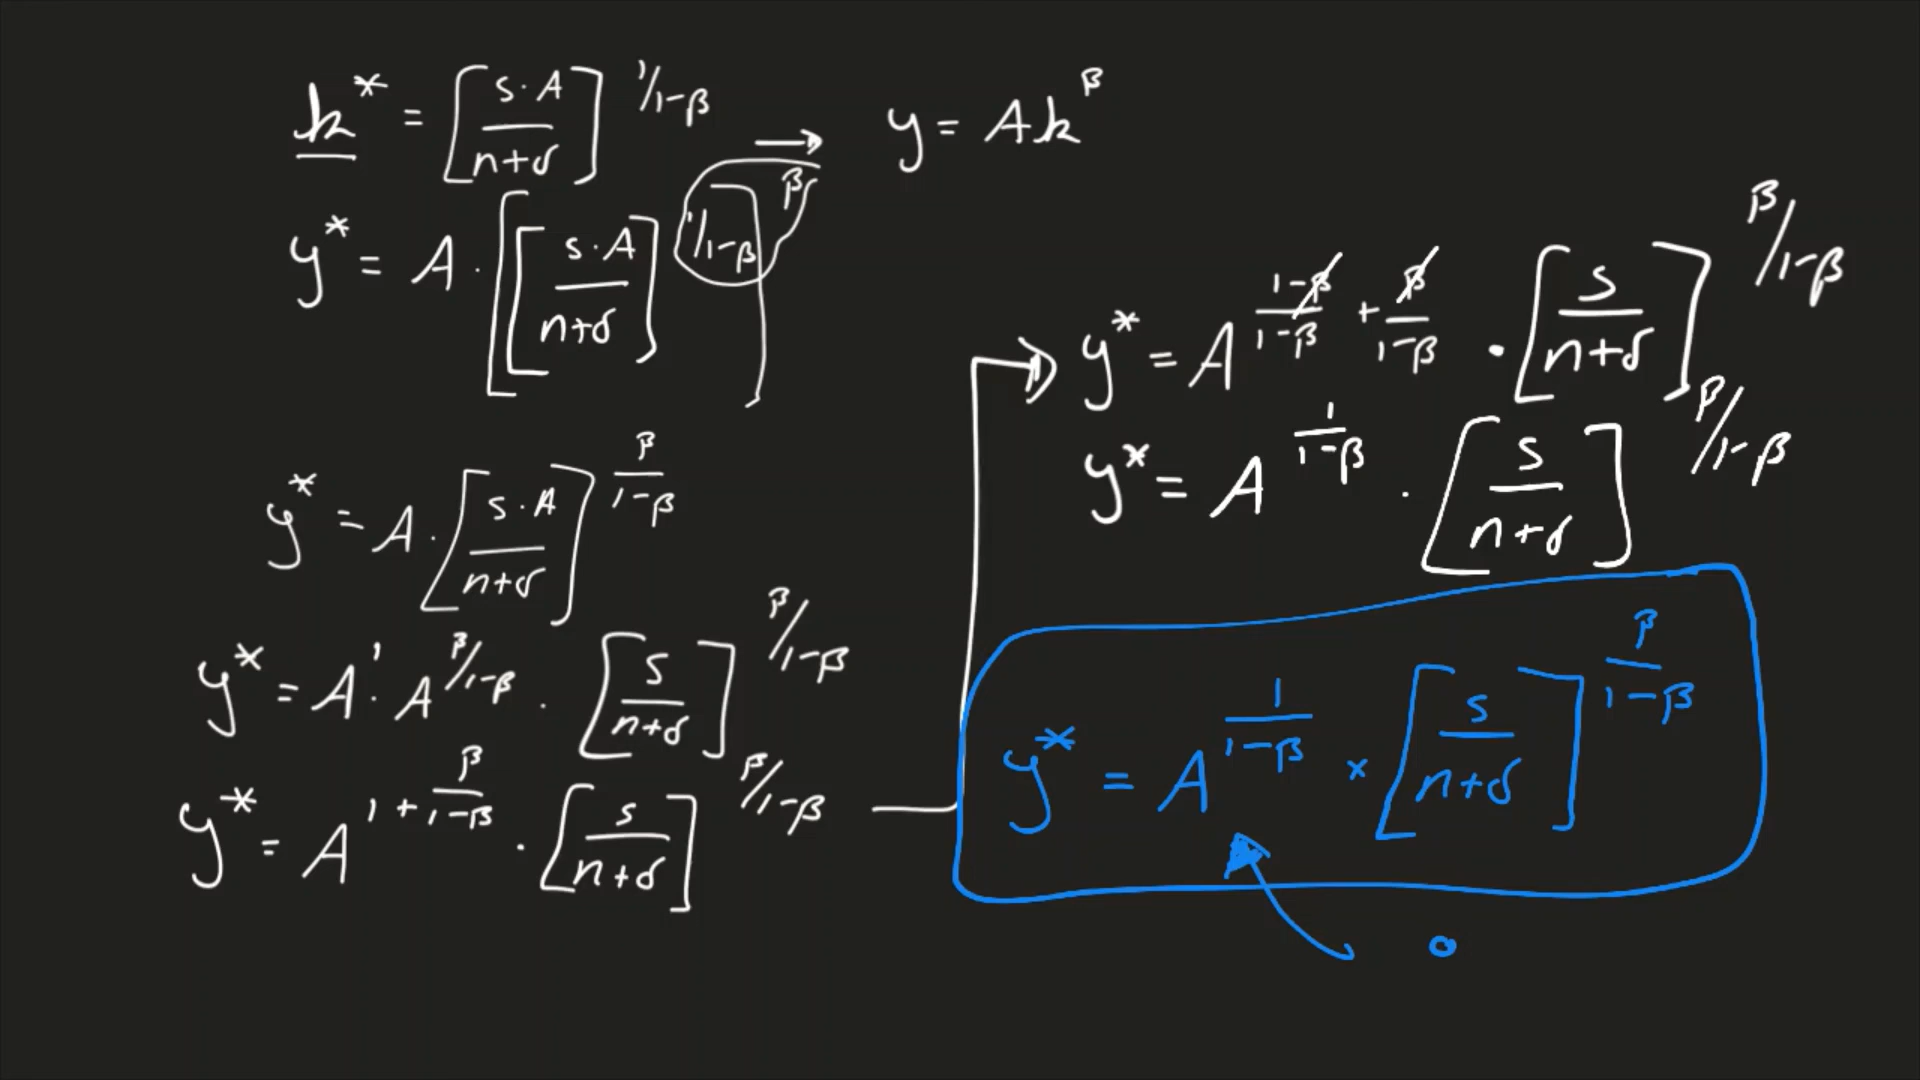 k* = [s·A / n+δ]^1/1-β → y = Ak^β
y* = A · [[s·A / n+δ]^1/1-β]^β
y* = A · [s·A / n+δ]^β/1-β
y* = A^1 · A^β/1-β · [s / n+δ]^β/1-β
y* = A^1 + β/1-β · [s / n+δ]^β/1-β
y* = A^1-β/1-β + β/1-β · [s / n+δ]^β/1-β
y* = A^1/1-β · [s / n+δ]^β/1-β
y* = A^1/1-β × [s / n+δ]^β/1-β